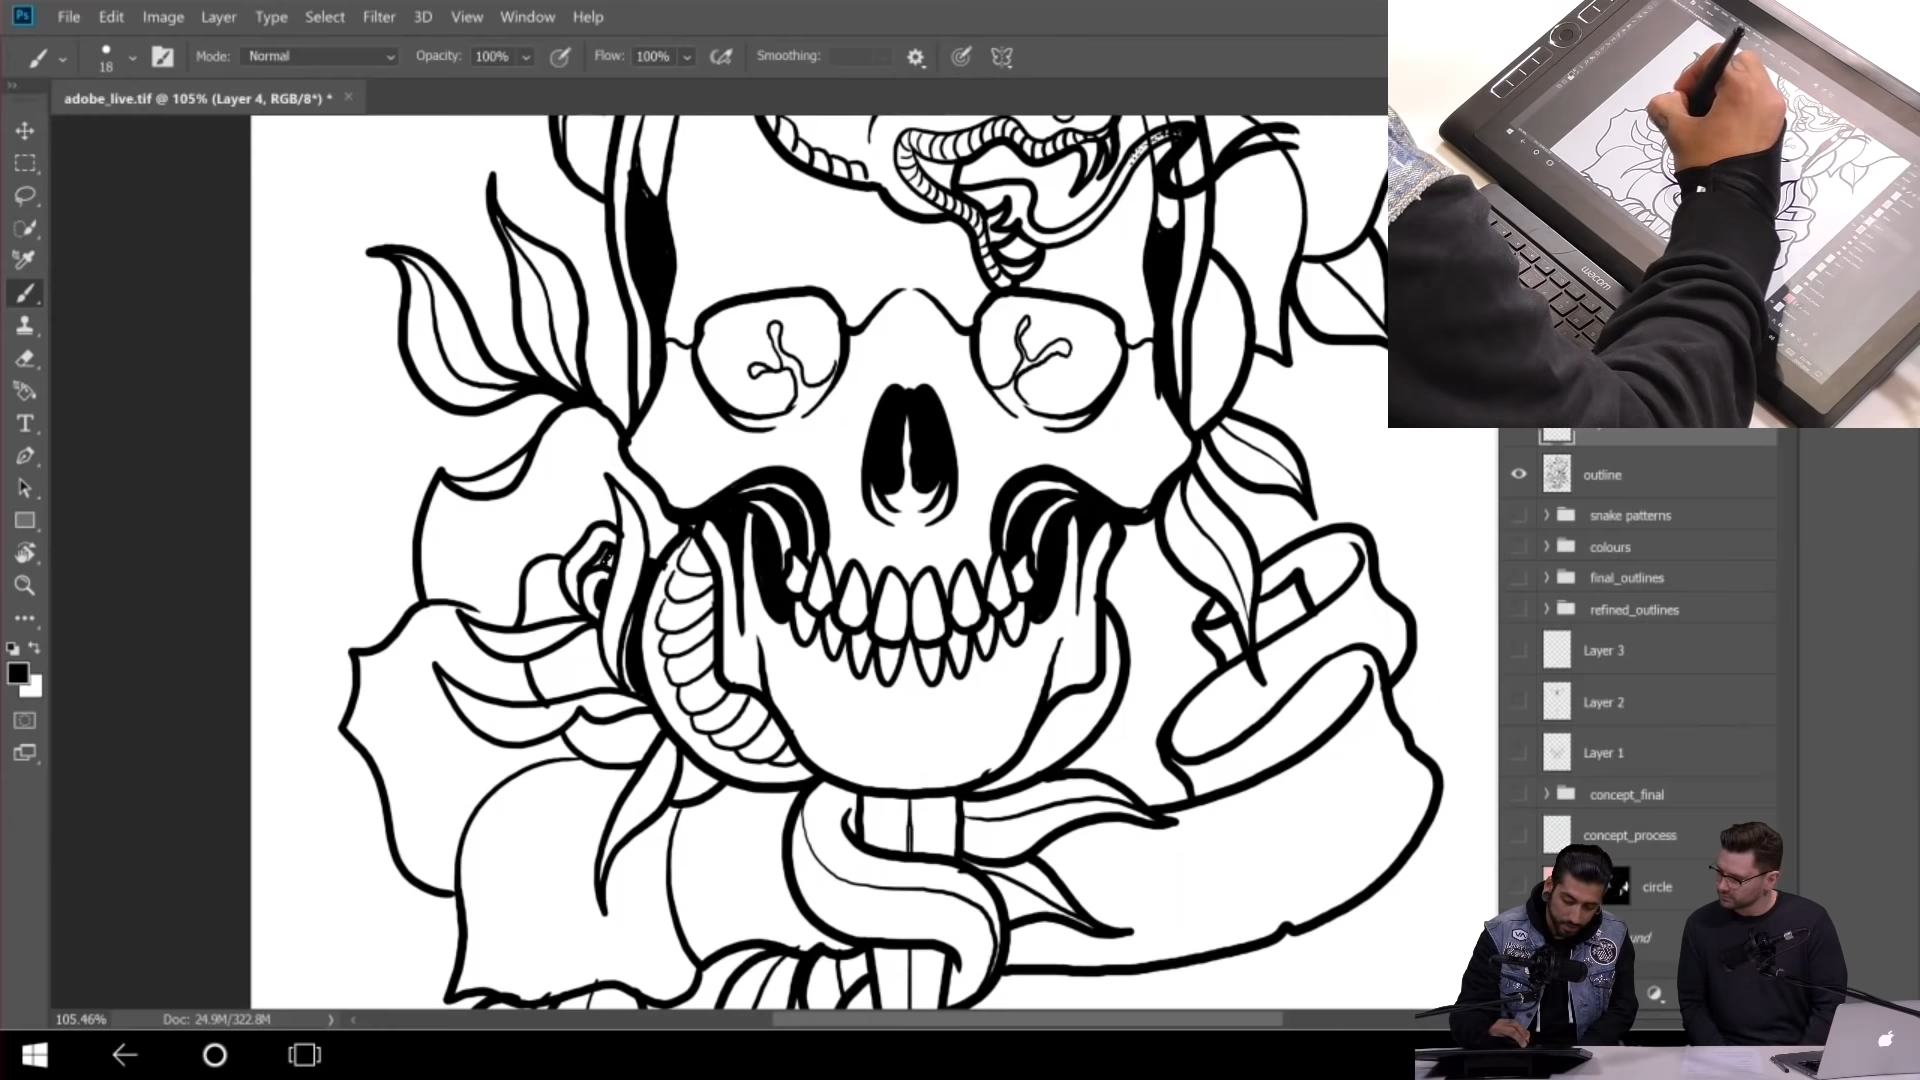 Ps File Edit Image Layer Type Select Filter 3D View Window Help
18 Mode: Normal Opacity: 100% Flow: 100% Smoothing:
adobe_live.tif @ 105% (Layer 4, RGB/8*) * ×
wacom
outline
snake patterns
colours
final_outlines
refined_outlines
Layer 3
Layer 2
Layer 1
concept_final
concept_process
circle
105.46% Doc: 24.9M/322.8M